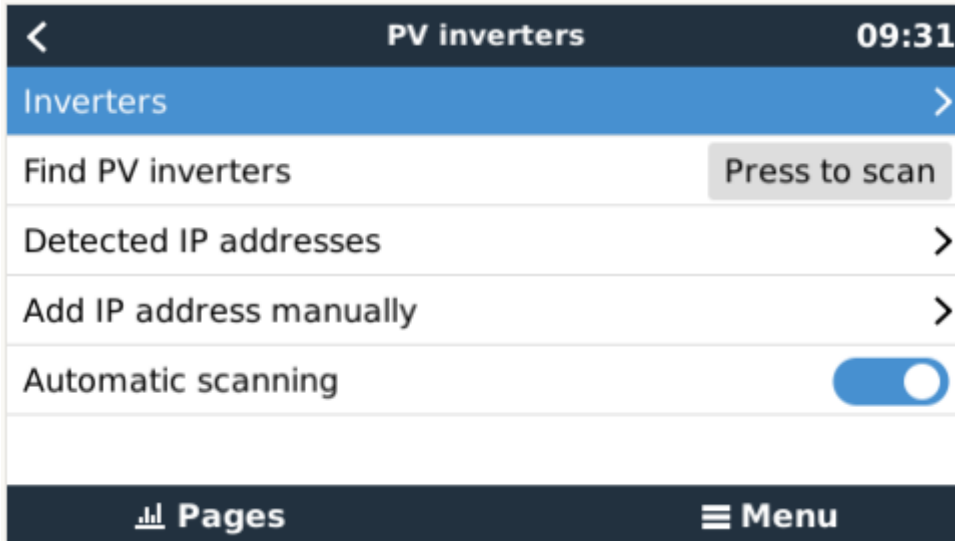 PV inverters 09:31
Inverters
Find PV inverters Press to scan
Detected IP addresses
Add IP address manually
Automatic scanning
Pages Menu